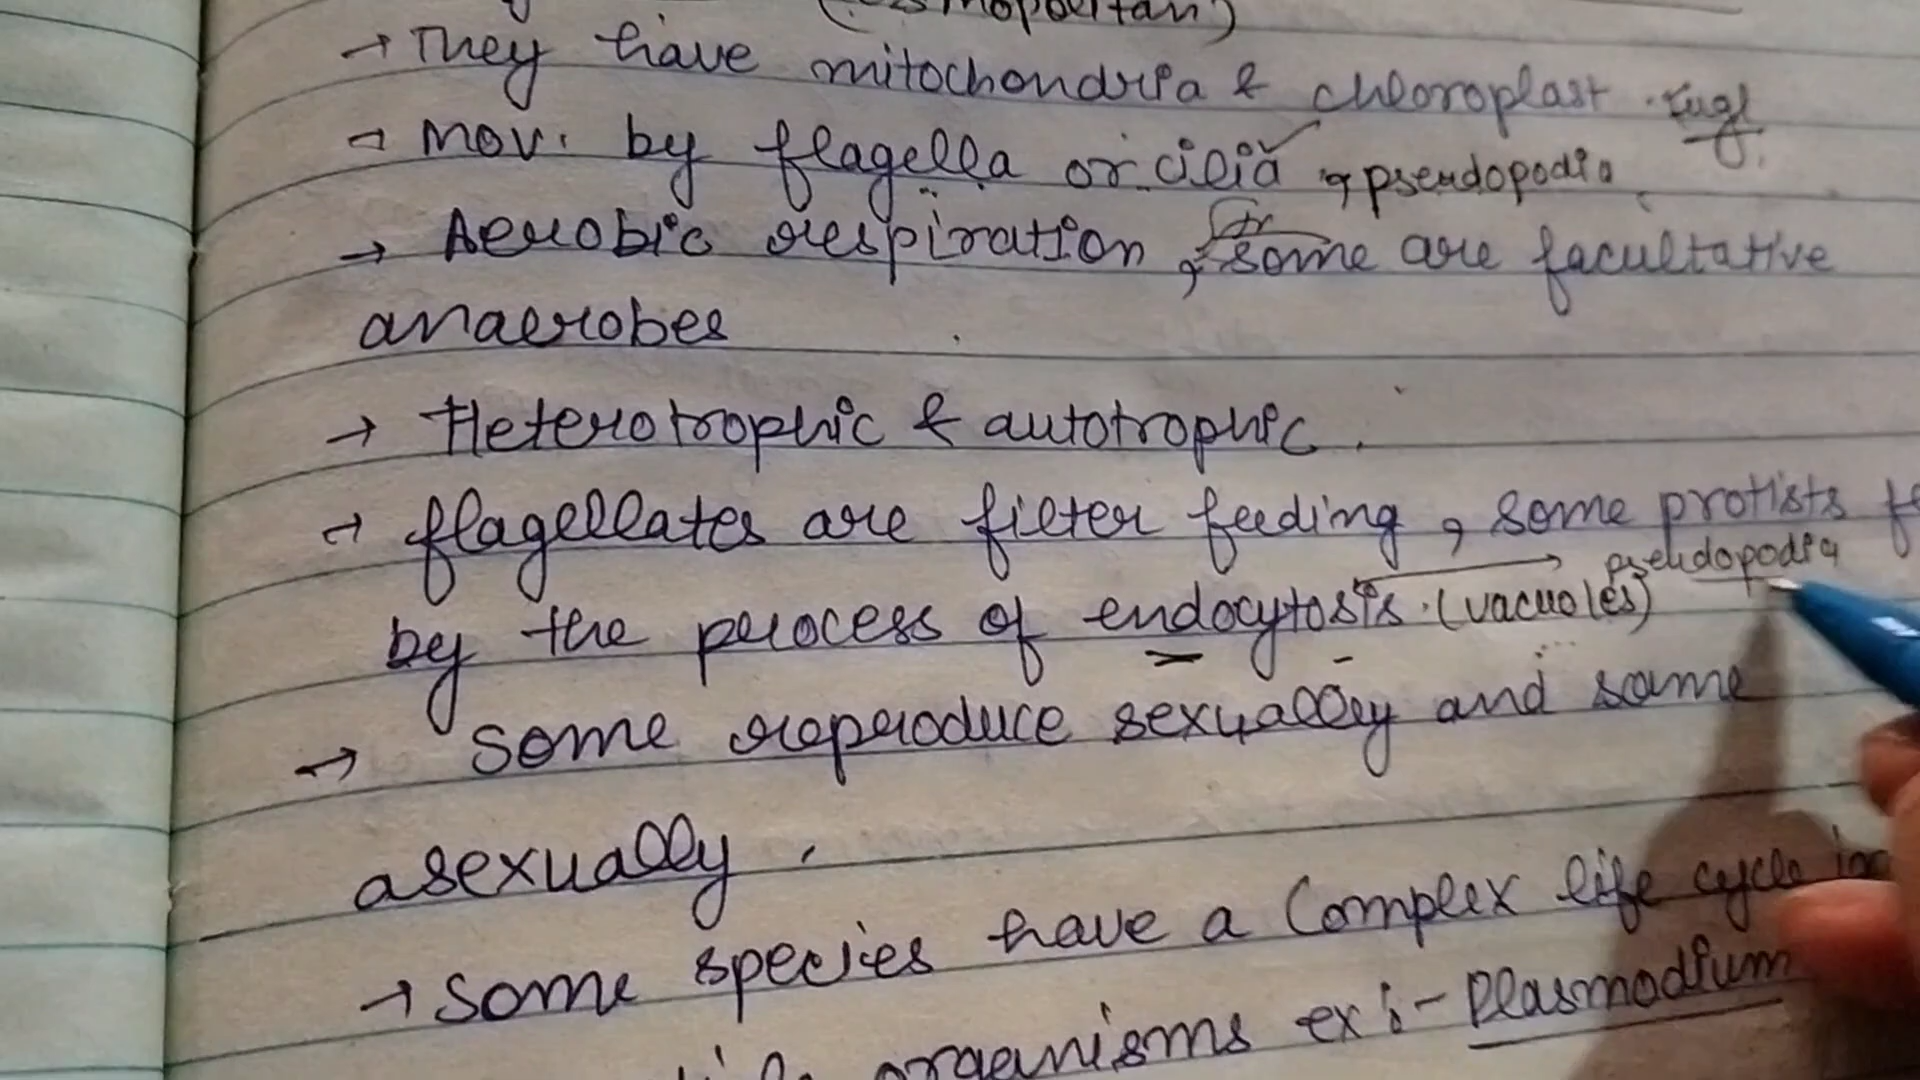 → They have mitochondria & chloroplast. Eugl
→ Mov. by flagella or cilia, pseudopodia
→ Aerobic respiration, some are facultative
anaerobes
→ Heterotrophic & autotrophic.
→ flagellates are filter feeding, some protists
pseudopodia
by the process of endocytosis. (vacuoles)
→ some reproduce sexually and some
asexually.
→ some species have a complex life cycle
organisms ex:- Plasmodium